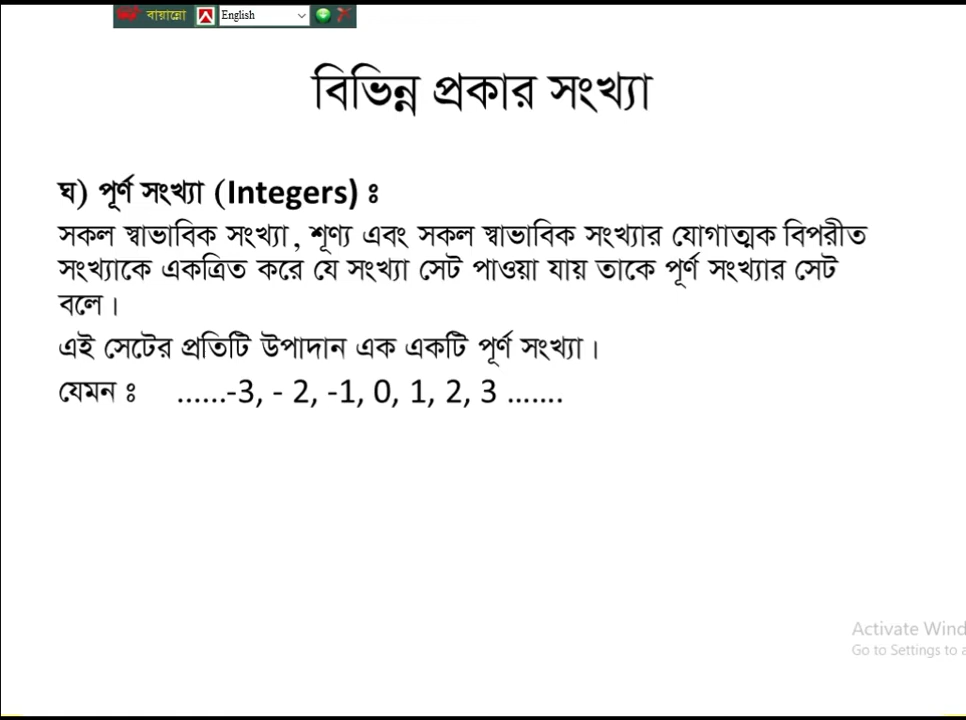 বায়ান্নো English
বিভিন্ন প্রকার সংখ্যা
ঘ) পূর্ণ সংখ্যা (Integers) ঃ
সকল স্বাভাবিক সংখ্যা, শূণ্য এবং সকল স্বাভাবিক সংখ্যার যোগাত্মক বিপরীত
সংখ্যাকে একত্রিত করে যে সংখ্যা সেট পাওয়া যায় তাকে পূর্ণ সংখ্যার সেট
বলে।
এই সেটের প্রতিটি উপাদান এক একটি পূর্ণ সংখ্যা।
যেমন ঃ ......-3, - 2, -1, 0, 1, 2, 3 .......
Activate Wind
Go to Settings to a